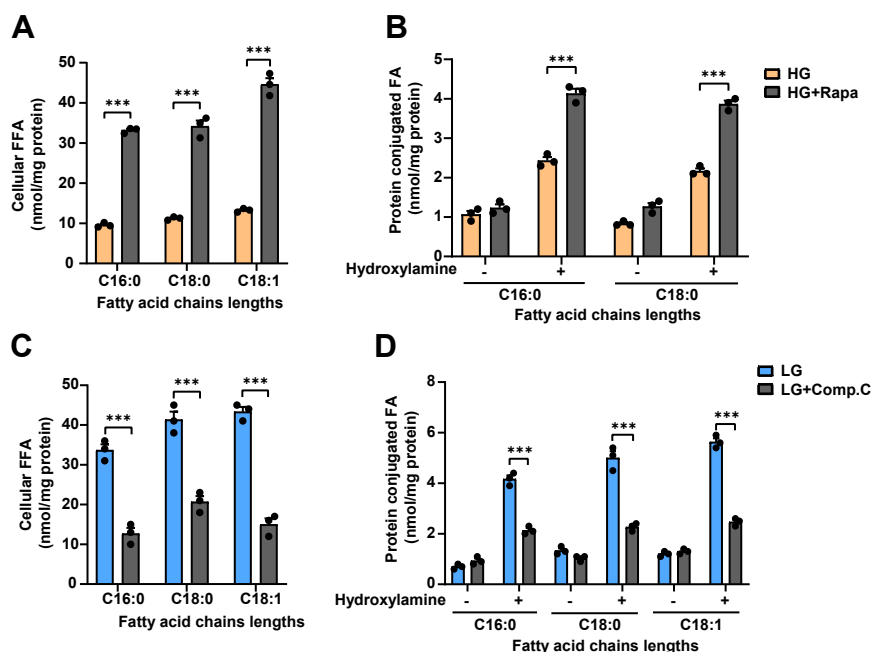 A
Cellular FFA
(nmol/mg protein)
50
40
30
20
10
0
***
***
***
C16:0
C18:0
C18:1
Fatty acid chains lengths
B
Protein conjugated FA
(nmol/mg protein)
5
4
3
2
1
0
***
***
HG
HG+Rapa
Hydroxylamine
-
+
-
+
C16:0
C18:0
Fatty acid chains lengths
C
Cellular FFA
(nmol/mg protein)
50
40
30
20
10
0
***
***
***
C16:0
C18:0
C18:1
Fatty acid chains lengths
D
Protein conjugated FA
(nmol/mg protein)
8
6
4
2
0
***
***
***
LG
LG+Comp.C
Hydroxylamine
-
+
-
+
-
+
C16:0
C18:0
C18:1
Fatty acid chains lengths